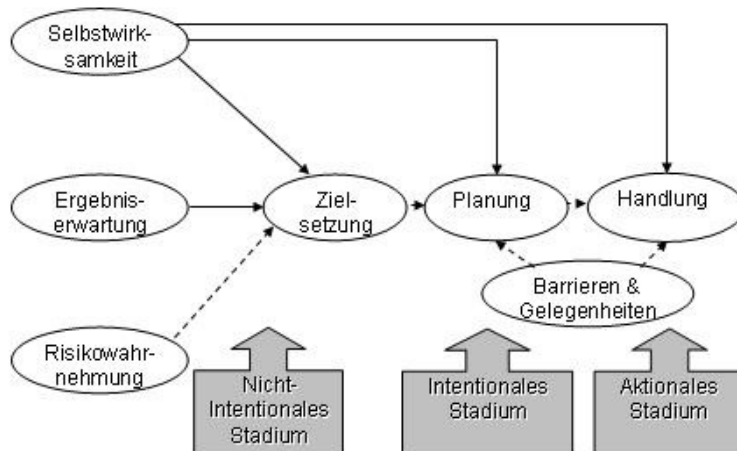 Selbstwirk-
samkeit
Ergebnis-
erwartung
Ziel-
setzung
Planung
Handlung
Barrieren &
Gelegenheiten
Risikowahr-
nehmung
Nicht-
Intentionales
Stadium
Intentionales
Stadium
Aktionales
Stadium